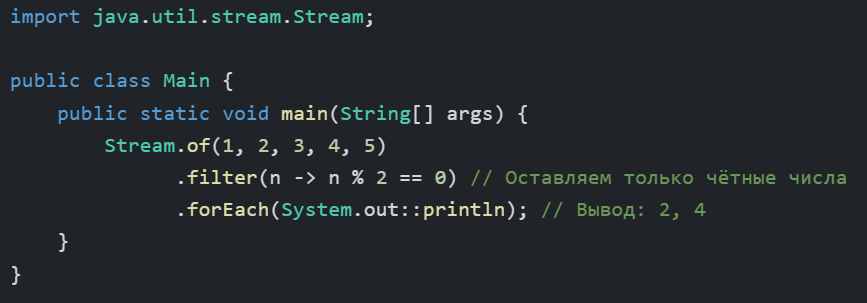 import java.util.stream.Stream;
public class Main {
    public static void main(String[] args) {
        Stream.of(1, 2, 3, 4, 5)
              .filter(n -> n % 2 == 0) // Оставляем только чётные числа
              .forEach(System.out::println); // Вывод: 2, 4
    }
}